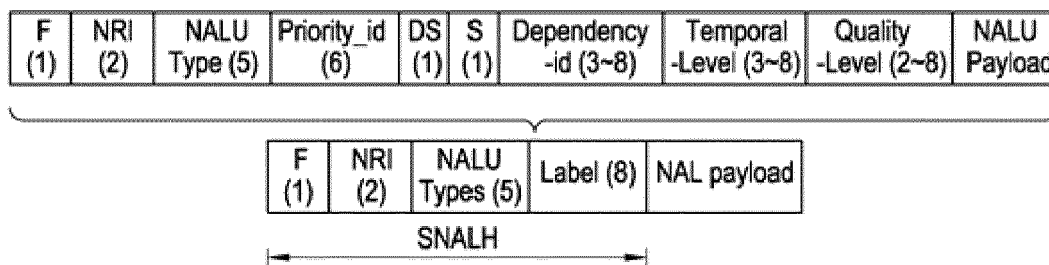 F (1)
NRI (2)
NALU Type (5)
Priority_id (6)
DS (1)
S (1)
Dependency -id (3~8)
Temporal -Level (3~8)
Quality -Level (2~8)
NALU Payload
F (1)
NRI (2)
NALU Types (5)
Label (8)
NAL payload
SNALH